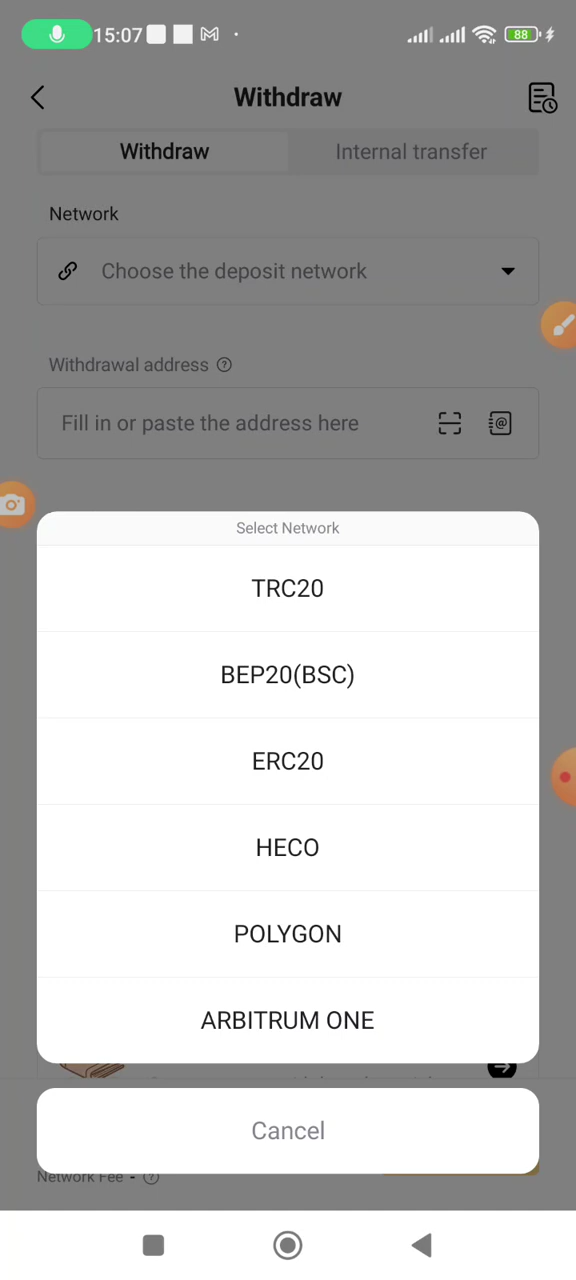 15:07
88
Withdraw
Withdraw
Internal transfer
Network
Choose the deposit network
Withdrawal address
Fill in or paste the address here
Select Network
TRC20
BEP20(BSC)
ERC20
HECO
POLYGON
ARBITRUM ONE
Cancel
Network Fee -